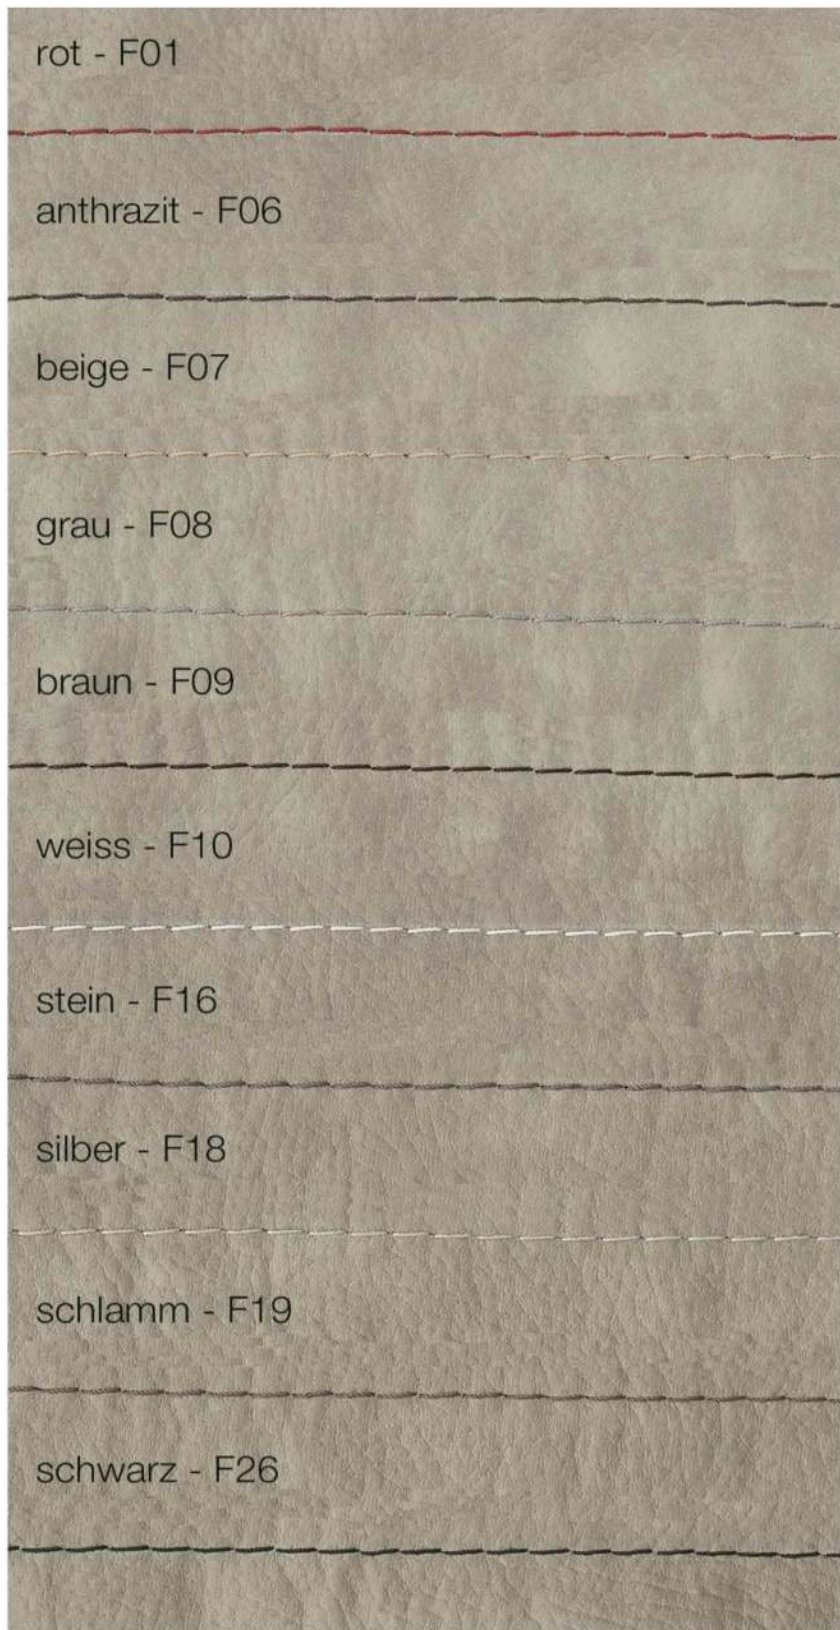 rot - F01
anthrazit - F06
beige - F07
grau - F08
braun - F09
weiss - F10
stein - F16
silber - F18
schlamm - F19
schwarz - F26